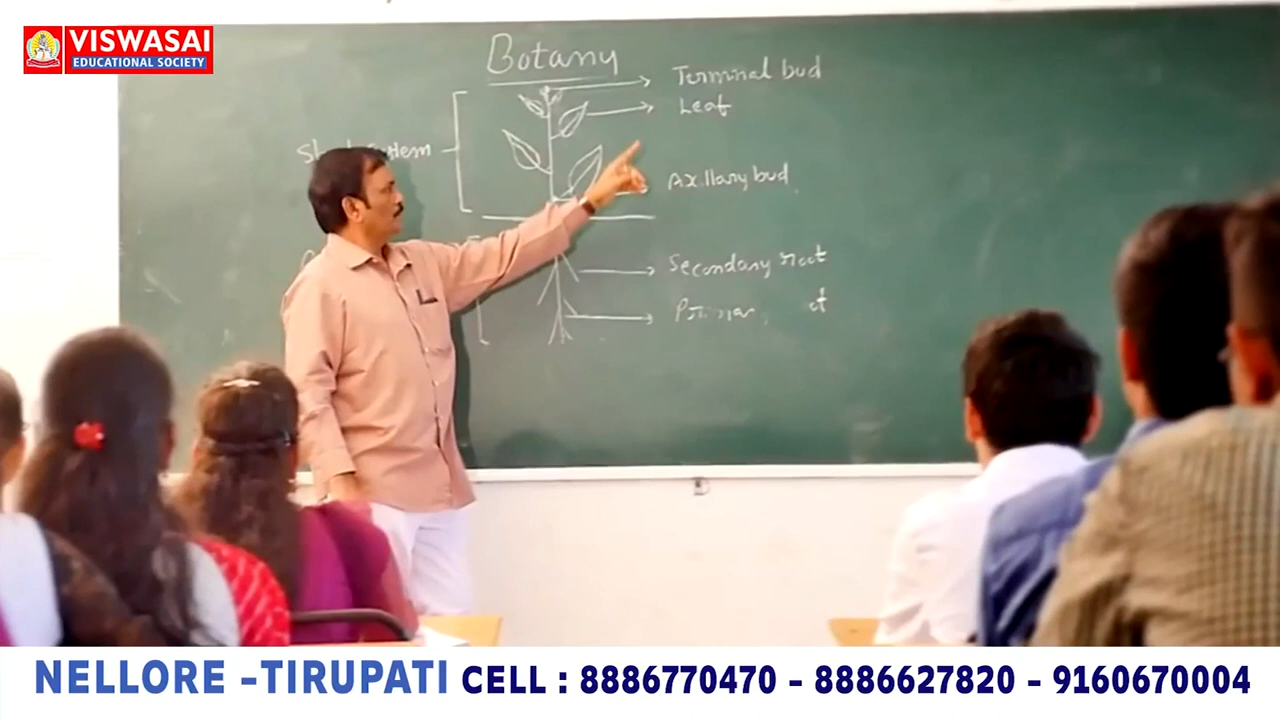 VISWASAI
EDUCATIONAL SOCIETY
Botany
Terminal bud
Leaf
Axillary bud
Secondary root
NELLORE -TIRUPATI CELL : 8886770470 - 8886627820 - 9160670004